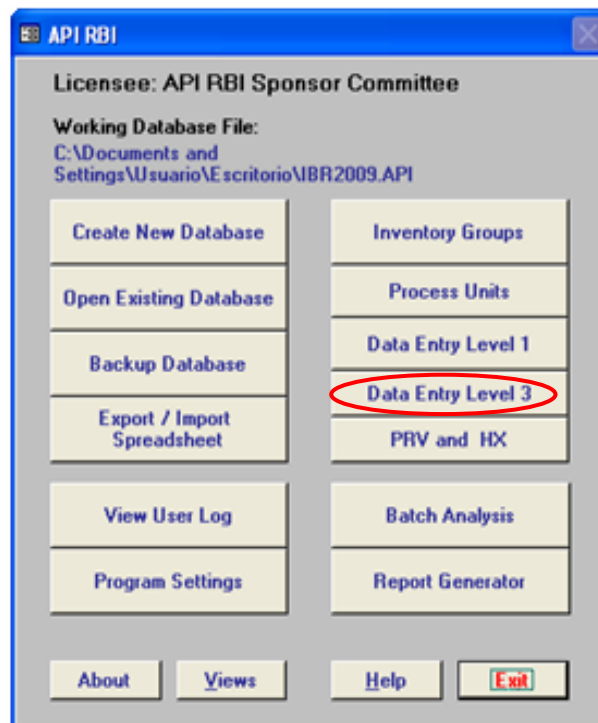 API RBI
Licensee: API RBI Sponsor Committee
Working Database File:
C:\Documents and
Settings\Usuario\Escritorio\IBR2009.API
Create New Database
Open Existing Database
Backup Database
Export / Import
Spreadsheet
Inventory Groups
Process Units
Data Entry Level 1
Data Entry Level 3
PRV and HX
View User Log
Program Settings
Batch Analysis
Report Generator
About
Views
Help
Exit